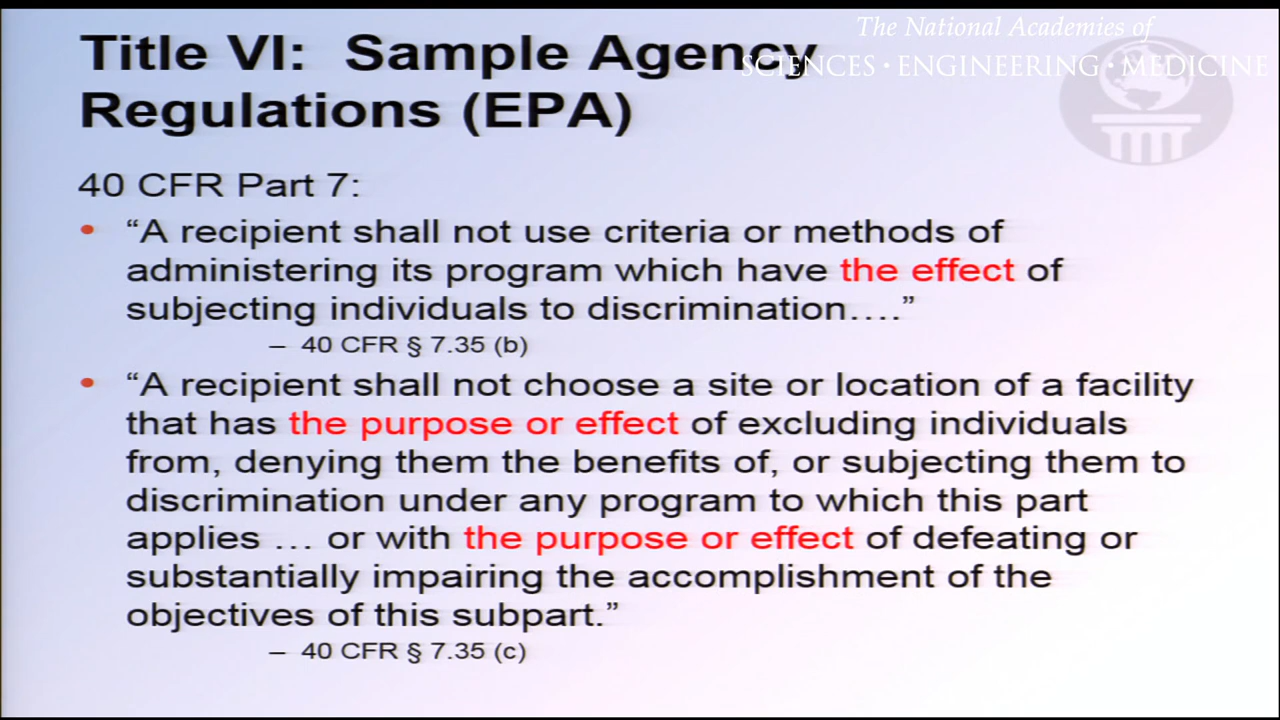 The National Academies of
SCIENCES · ENGINEERING · MEDICINE
Title VI: Sample Agency
Regulations (EPA)
40 CFR Part 7:
• “A recipient shall not use criteria or methods of
administering its program which have the effect of
subjecting individuals to discrimination….”
– 40 CFR § 7.35 (b)
• “A recipient shall not choose a site or location of a facility
that has the purpose or effect of excluding individuals
from, denying them the benefits of, or subjecting them to
discrimination under any program to which this part
applies … or with the purpose or effect of defeating or
substantially impairing the accomplishment of the
objectives of this subpart.”
– 40 CFR § 7.35 (c)